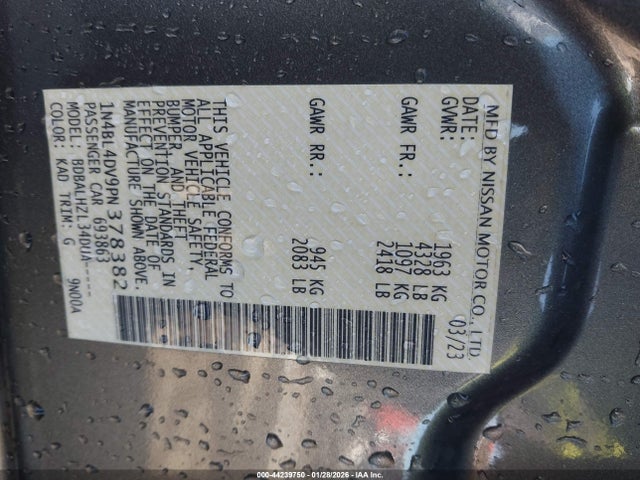 MFD BY NISSAN MOTOR CO., LTD.
DATE: 03/23
GVWR: 1963 KG
4328 LB
GAWR FR: 1097 KG
2418 LB
GAWR RR: 945 KG
2083 LB
THIS VEHICLE CONFORMS TO
ALL APPLICABLE FEDERAL
MOTOR VEHICLE SAFETY,
BUMPER, AND THEFT
PREVENTION STANDARDS IN
EFFECT ON THE DATE OF
MANUFACTURE SHOWN ABOVE.
1N4BL4DV9PN378382
PASSENGER CAR 693863
MODEL: BDBALHZL34DUA-----
COLOR: KAD TRIM: G 9N00A
000-44239750 - 01/28/2026 - IAA Inc.